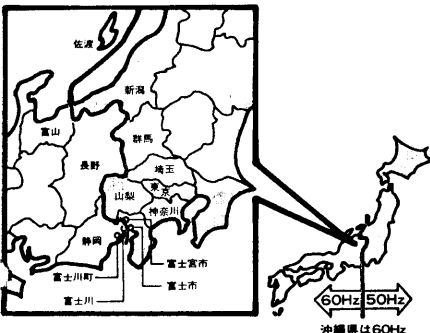 佐渡
新潟
富山
群馬
長野
埼玉
東京
山梨
神奈川
静岡
富士宮市
富士川町
富士市
富士川
60Hz
50Hz
沖縄県は60Hz